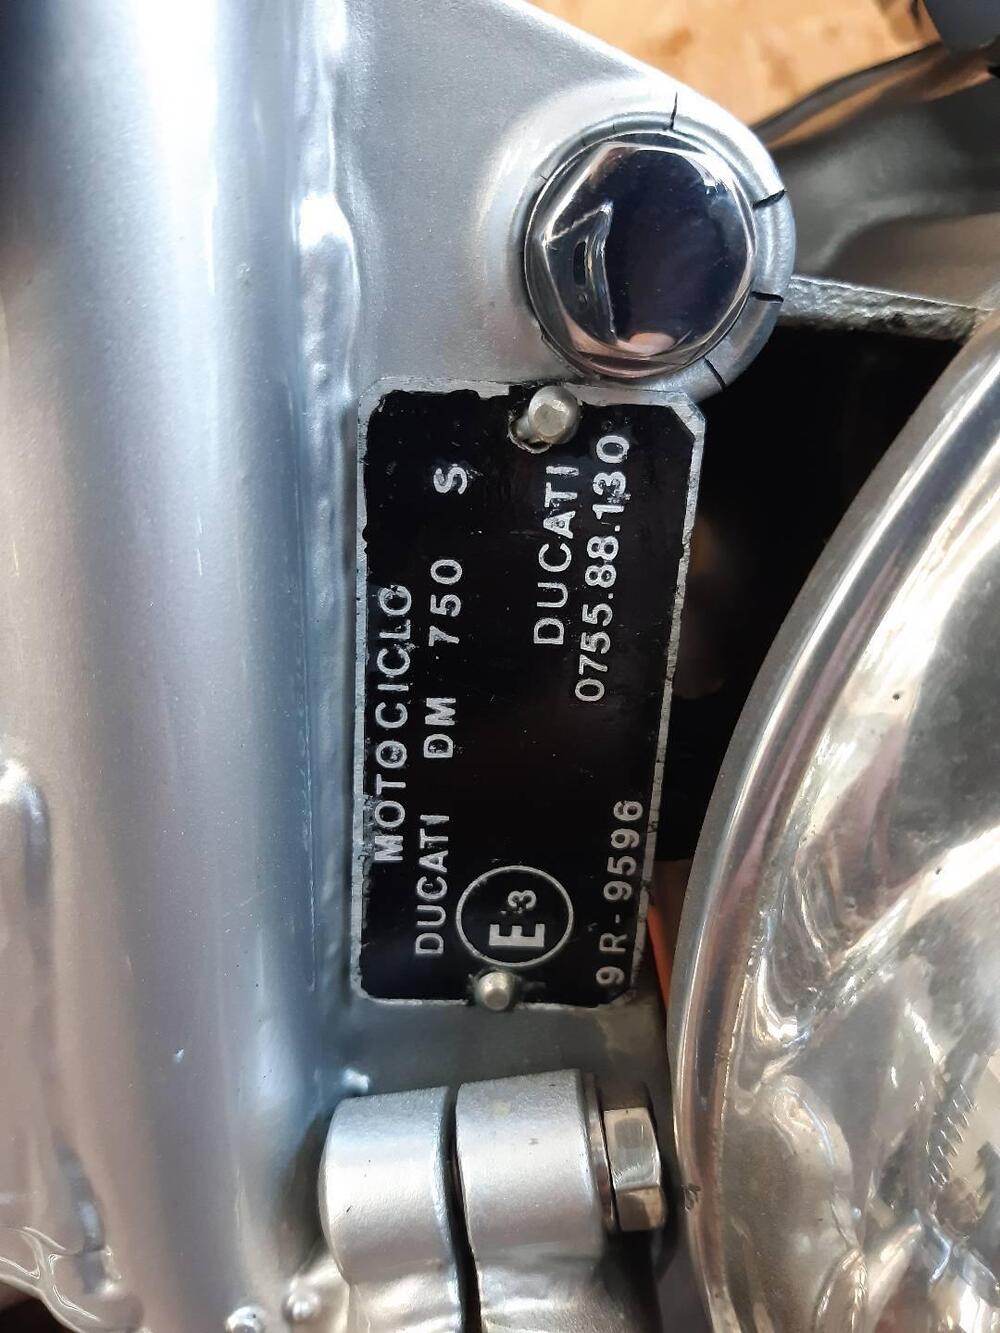 MOTOCICLO
DUCATI DM 750 S
E3
DUCATI
9R-9596 0755.88.130